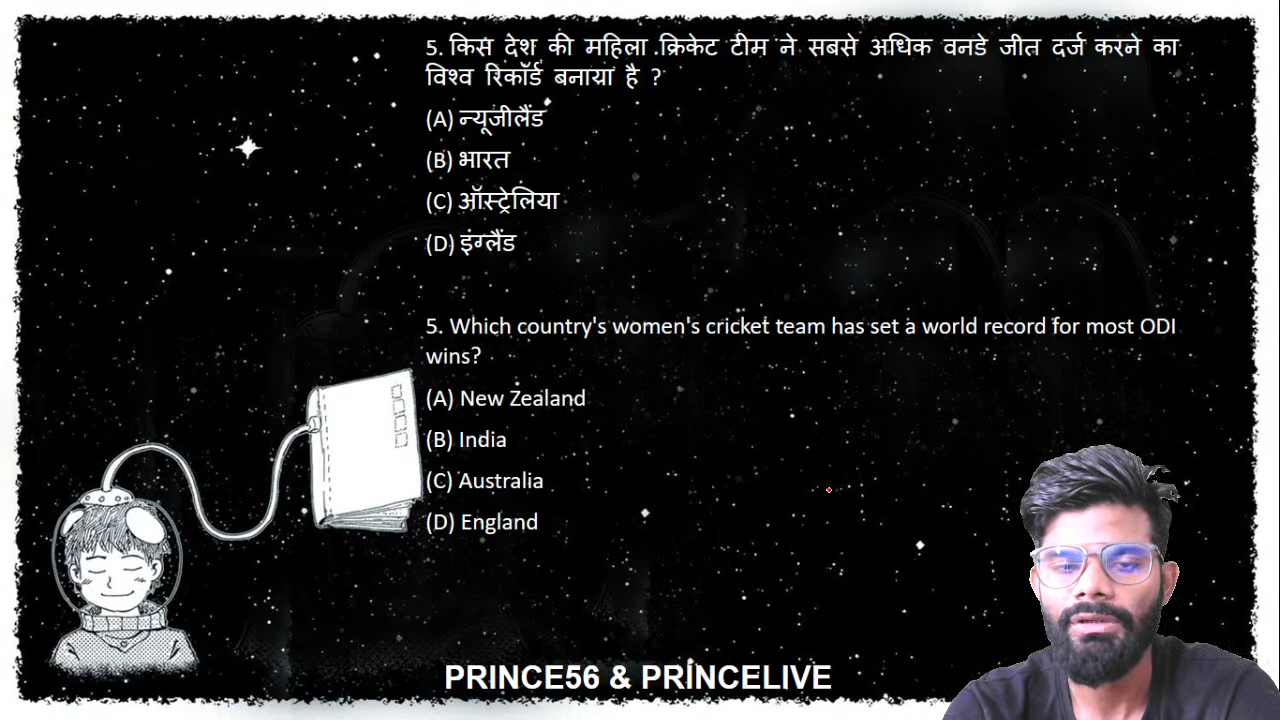 5. किस देश की महिला .क्रिकेट टीम ने सबसे अधिक वनडे जीत दर्ज करने का
विश्व रिकॉर्ड बनाया है ?
(A) न्यूजीलैंड
(B) भारत
(C) ऑस्ट्रेलिया
(D) इंग्लैंड
5. Which country's women's cricket team has set a world record for most ODI
wins?
(A) New Zealand
(B) India
(C) Australia
(D) England
PRINCE56 & PRINCELIVE